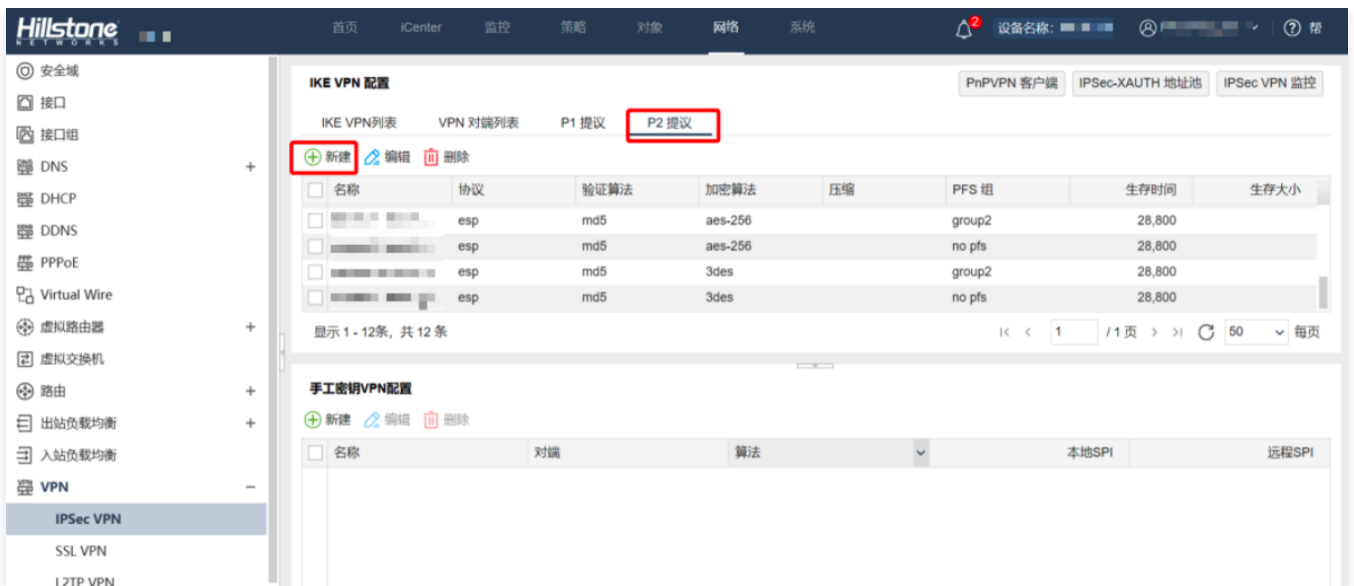 Hillstone 首页 iCenter 监控 策略 对象 网络 系统 2 设备名称: 帮
NETWORKS
安全域
接口
接口组
DNS +
DHCP
DDNS
PPPoE
Virtual Wire
虚拟路由器 +
虚拟交换机
路由 +
出站负载均衡 +
入站负载均衡
VPN −
IPSec VPN
SSL VPN
L2TP VPN
IKE VPN 配置 PnPVPN 客户端 IPSec-XAUTH 地址池 IPSec VPN 监控
IKE VPN列表 VPN 对端列表 P1 提议 P2 提议
新建 编辑 删除
名称 协议 验证算法 加密算法 压缩 PFS 组 生存时间 生存大小
esp md5 aes-256 group2 28,800
esp md5 aes-256 no pfs 28,800
esp md5 3des group2 28,800
esp md5 3des no pfs 28,800
显示 1 - 12条, 共 12 条 1 / 1 页 50 每页
手工密钥VPN配置
新建 编辑 删除
名称 对端 算法 本地SPI 远程SPI